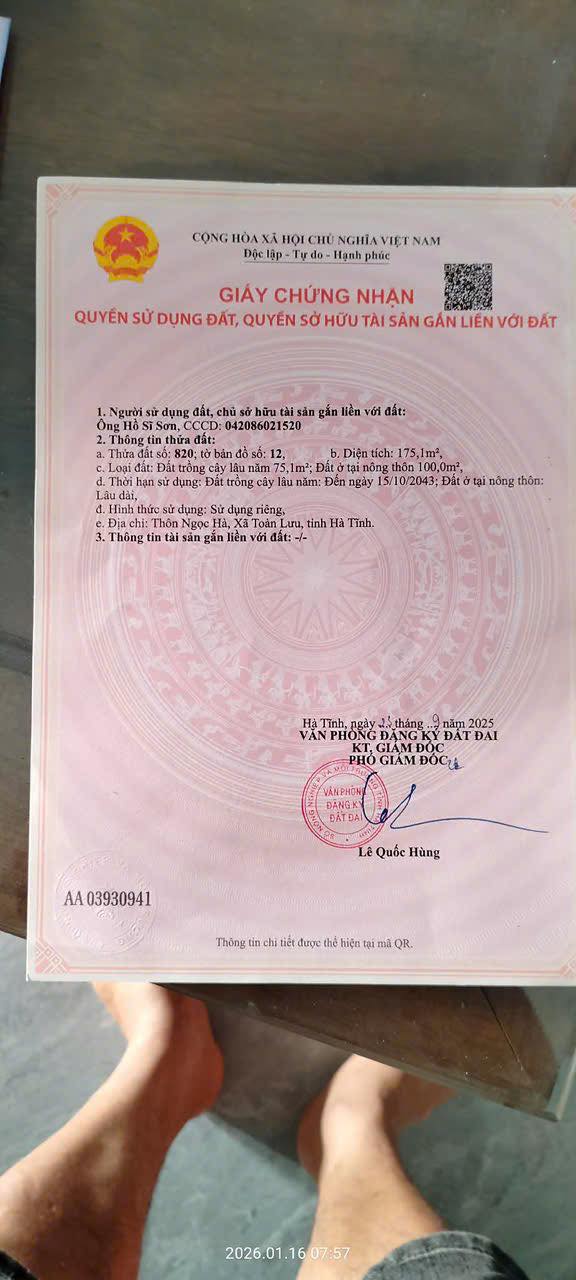 CỘNG HÒA XÃ HỘI CHỦ NGHĨA VIỆT NAM
Độc lập - Tự do - Hạnh phúc
GIẤY CHỨNG NHẬN
QUYỀN SỬ DỤNG ĐẤT, QUYỀN SỞ HỮU TÀI SẢN GẮN LIỀN VỚI ĐẤT
1. Người sử dụng đất, chủ sở hữu tài sản gắn liền với đất:
Ông Hồ Sĩ Sơn, CCCD: 042086021520
2. Thông tin thửa đất:
a. Thửa đất số: 820; tờ bản đồ số: 12, b. Diện tích: 175,1m²,
c. Loại đất: Đất trồng cây lâu năm 75,1m²; Đất ở tại nông thôn 100,0m²,
d. Thời hạn sử dụng: Đất trồng cây lâu năm: Đến ngày 15/10/2043; Đất ở tại nông thôn:
Lâu dài,
đ. Hình thức sử dụng: Sử dụng riêng,
e. Địa chỉ: Thôn Ngọc Hà, Xã Toàn Lưu, tỉnh Hà Tĩnh.
3. Thông tin tài sản gắn liền với đất: -/-
Hà Tĩnh, ngày tháng 9 năm 2025
VĂN PHÒNG ĐĂNG KÝ ĐẤT ĐAI
KT. GIÁM ĐỐC
PHÓ GIÁM ĐỐC
VĂN PHÒNG
ĐĂNG KÝ
ĐẤT ĐAI
Lê Quốc Hùng
AA 03930941
Thông tin chi tiết được thể hiện tại mã QR.
2026.01.16 07:57